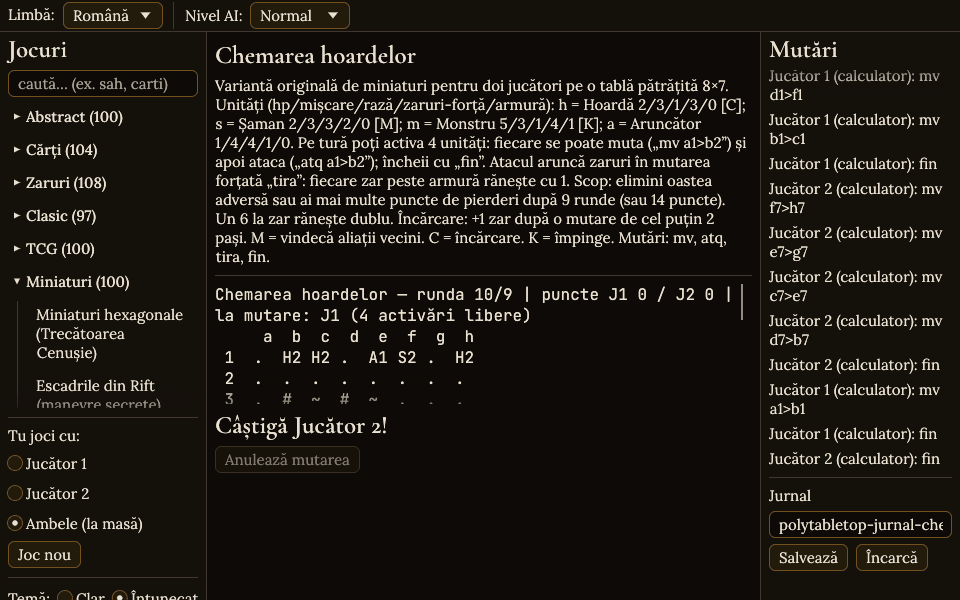 Limbă: Română ▼ Nivel AI: Normal ▼
Jocuri
caută... (ex. sah, carti)
▸ Abstract (100)
▸ Cărți (104)
▸ Zaruri (108)
▸ Clasic (97)
▸ TCG (100)
▾ Miniaturi (100)
Miniaturi hexagonale
(Trecătoarea
Cenușie)
Escadrile din Rift
(manevre secrete)
Tu joci cu:
Jucător 1
Jucător 2
Ambele (la masă)
Joc nou
Temă: Clar Întunecat
Chemarea hoardelor
Variantă originală de miniaturi pentru doi jucători pe o tablă pătrățită 8×7.
Unități (hp/mișcare/rază/zaruri-forță/armură): h = Hoardă 2/3/1/3/0 [C];
s = Șaman 2/3/3/2/0 [M]; m = Monstru 5/3/1/4/1 [K]; a = Aruncător
1/4/4/1/0. Pe tură poți activa 4 unități: fiecare se poate muta („mv a1>b2”) și
apoi ataca („atq a1>b2”); închei cu „fin”. Atacul aruncă zaruri în mutarea
forțată „tira”: fiecare zar peste armură rănește cu 1. Scop: elimini oastea
adversă sau ai mai multe puncte de pierderi după 9 runde (sau 14 puncte).
Un 6 la zar rănește dublu. Încărcare: +1 zar după o mutare de cel puțin 2
pași. M = vindecă aliații vecini. C = încărcare. K = împinge. Mutări: mv, atq,
tira, fin.
Chemarea hoardelor — runda 10/9 | puncte J1 0 / J2 0 |
la mutare: J1 (4 activări libere)
a b c d e f g h
1 . H2 H2 . A1 S2 . H2
2 . . . . . . . .
3 . # ~ # ~ . . .
Câștigă Jucător 2!
Anulează mutarea
Mutări
Jucător 1 (calculator): mv
d1>f1
Jucător 1 (calculator): mv
b1>c1
Jucător 1 (calculator): fin
Jucător 2 (calculator): mv
f7>h7
Jucător 2 (calculator): mv
e7>g7
Jucător 2 (calculator): mv
c7>e7
Jucător 2 (calculator): mv
d7>b7
Jucător 2 (calculator): fin
Jucător 1 (calculator): mv
a1>b1
Jucător 1 (calculator): fin
Jucător 2 (calculator): fin
Jurnal
polytabletop-jurnal-che
Salvează Încarcă